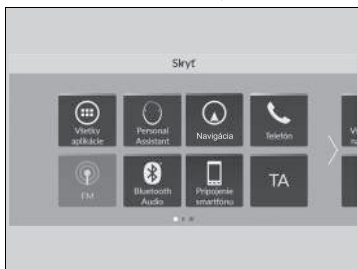 Skryť
Všetky
aplikácie
Personal
Assistant
Navigácia
Telefón
FM
Bluetooth
Audio
Pripojenie
smartfónu
TA